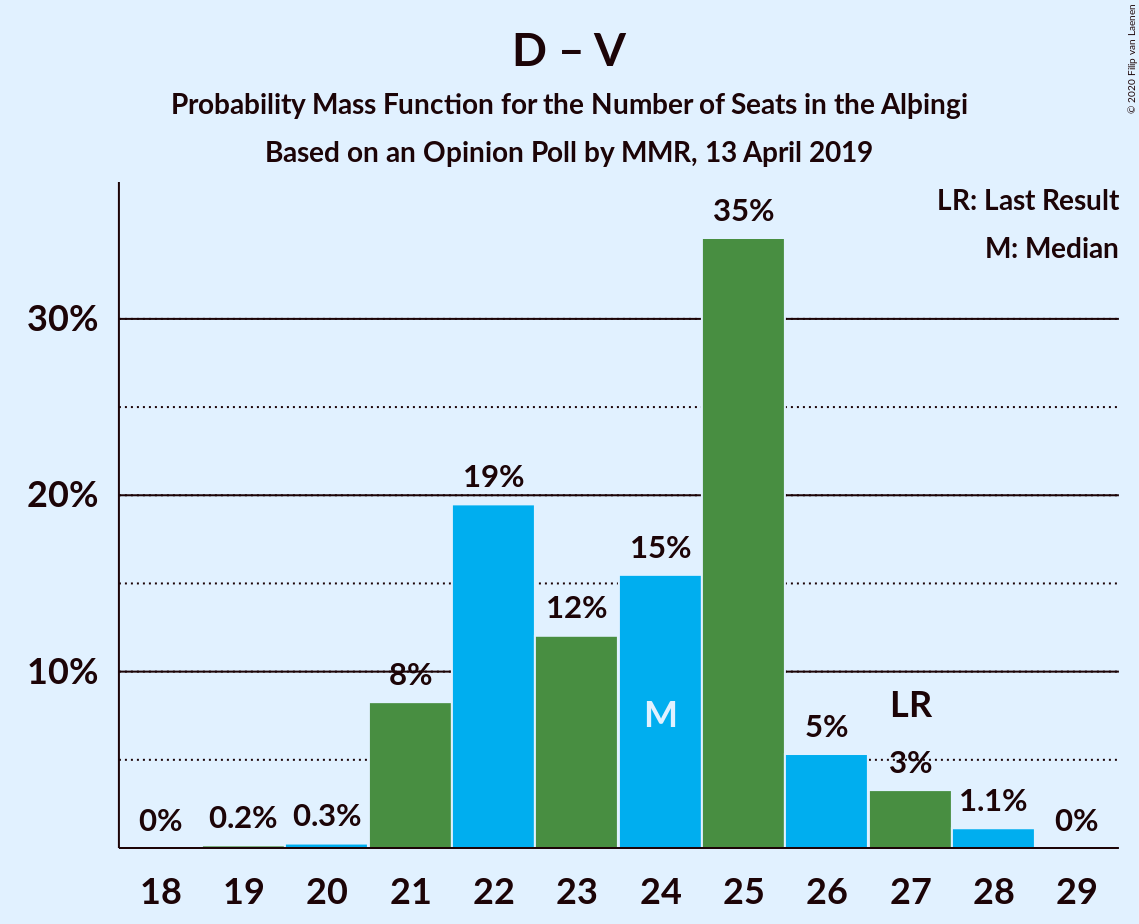 D – V
Probability Mass Function for the Number of Seats in the Alþingi
Based on an Opinion Poll by MMR, 13 April 2019
© 2020 Filip van Laenen
LR: Last Result
M: Median
30%
20%
10%
0%
0.2%
0.3%
8%
19%
12%
15%
35%
5%
3%
1.1%
0%
M
LR
18 19 20 21 22 23 24 25 26 27 28 29